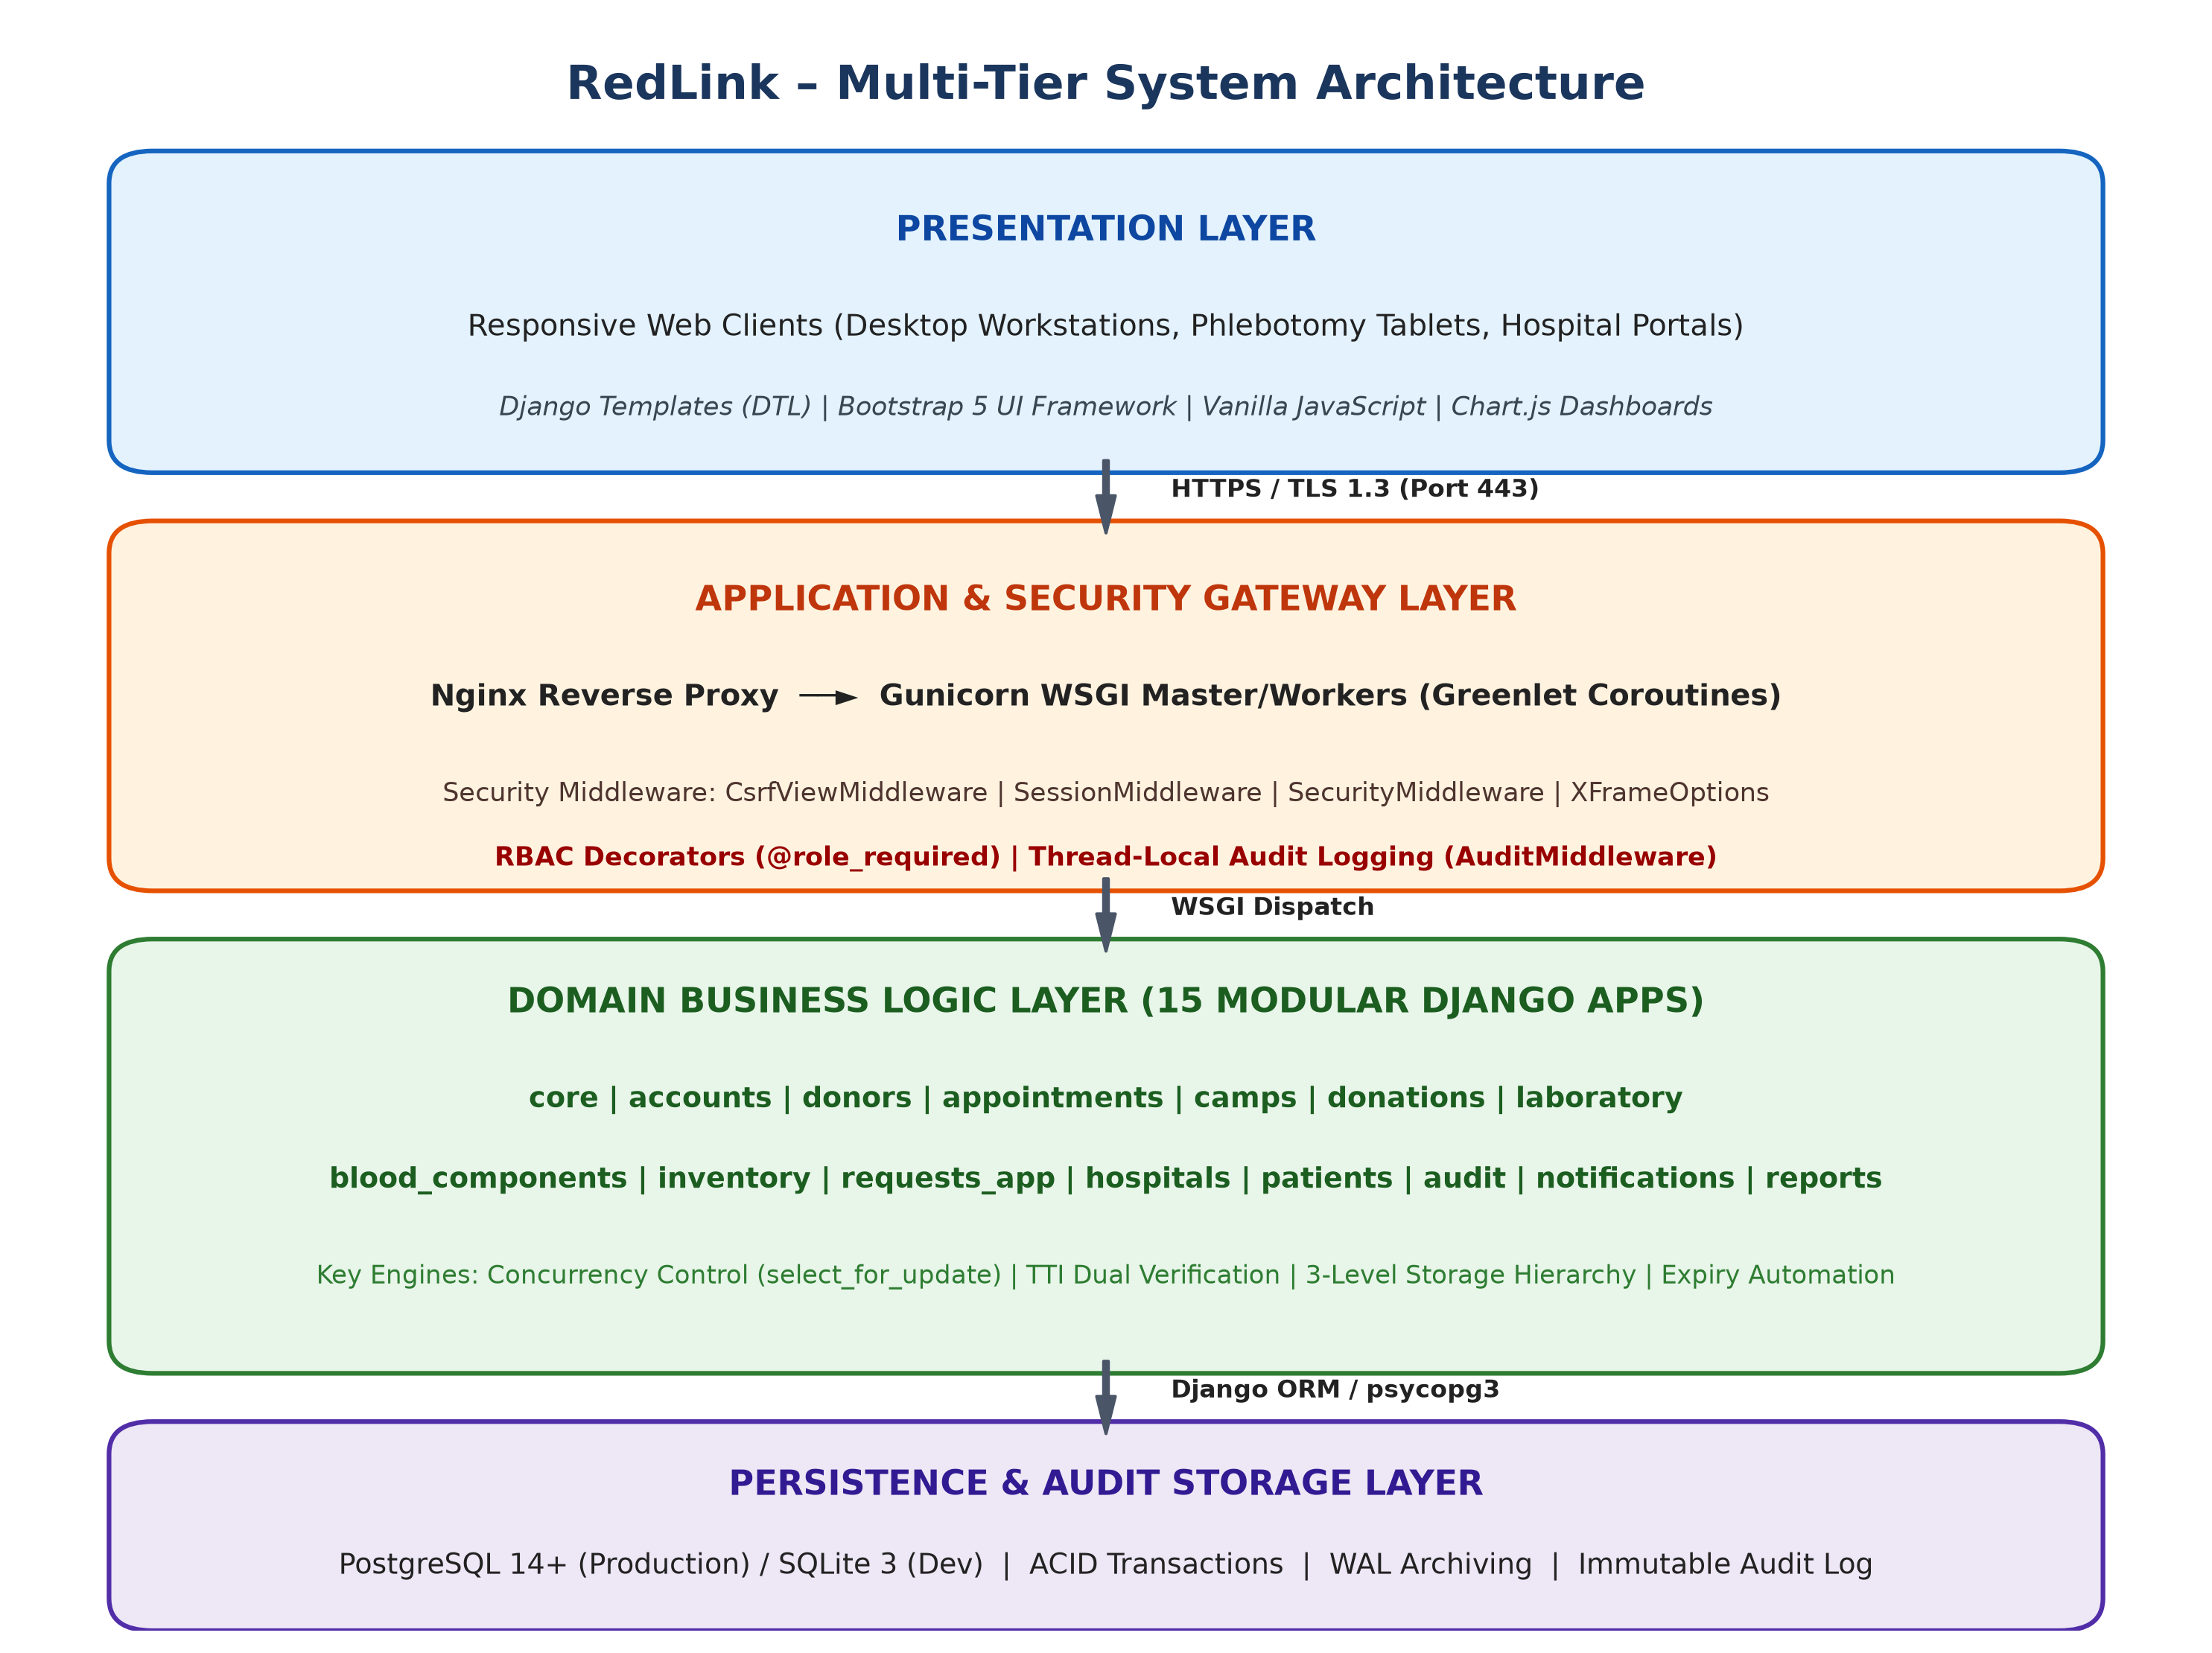 RedLink – Multi-Tier System Architecture
PRESENTATION LAYER
Responsive Web Clients (Desktop Workstations, Phlebotomy Tablets, Hospital Portals)
Django Templates (DTL) | Bootstrap 5 UI Framework | Vanilla JavaScript | Chart.js Dashboards
HTTPS / TLS 1.3 (Port 443)
APPLICATION & SECURITY GATEWAY LAYER
Nginx Reverse Proxy ⟶ Gunicorn WSGI Master/Workers (Greenlet Coroutines)
Security Middleware: CsrfViewMiddleware | SessionMiddleware | SecurityMiddleware | XFrameOptions
RBAC Decorators (@role_required) | Thread-Local Audit Logging (AuditMiddleware)
WSGI Dispatch
DOMAIN BUSINESS LOGIC LAYER (15 MODULAR DJANGO APPS)
core | accounts | donors | appointments | camps | donations | laboratory
blood_components | inventory | requests_app | hospitals | patients | audit | notifications | reports
Key Engines: Concurrency Control (select_for_update) | TTI Dual Verification | 3-Level Storage Hierarchy | Expiry Automation
Django ORM / psycopg3
PERSISTENCE & AUDIT STORAGE LAYER
PostgreSQL 14+ (Production) / SQLite 3 (Dev) | ACID Transactions | WAL Archiving | Immutable Audit Log